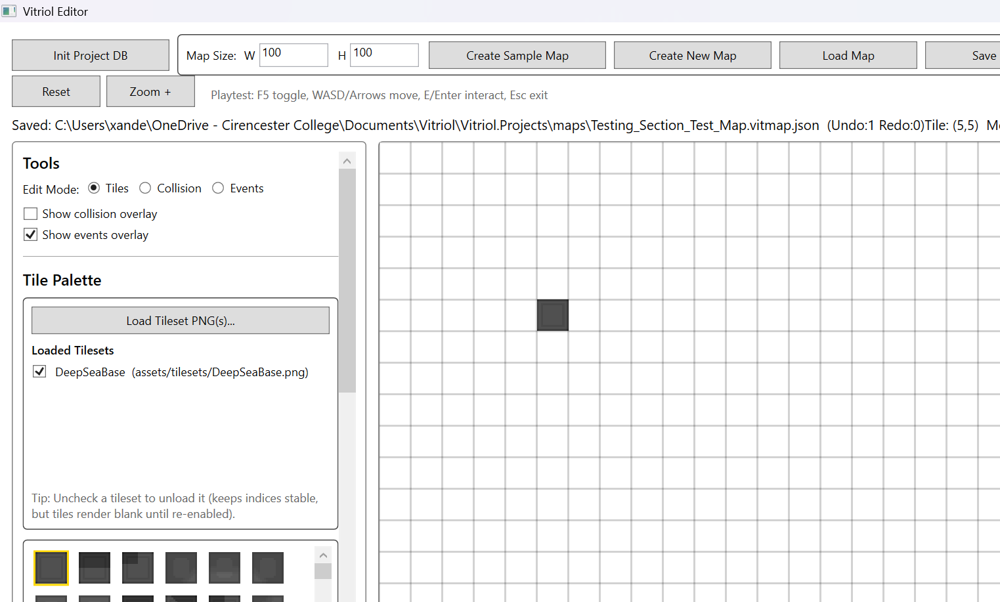 Vitriol Editor
Init Project DB
Map Size: W 100 H 100
Create Sample Map
Create New Map
Load Map
Save
Reset
Zoom +
Playtest: F5 toggle, WASD/Arrows move, E/Enter interact, Esc exit
Saved: C:\Users\xande\OneDrive - Cirencester College\Documents\Vitriol\Vitriol.Projects\maps\Testing_Section_Test_Map.vitmap.json (Undo:1 Redo:0)Tile: (5,5)
Tools
Edit Mode: Tiles Collision Events
Show collision overlay
Show events overlay
Tile Palette
Load Tileset PNG(s)...
Loaded Tilesets
DeepSeaBase (assets/tilesets/DeepSeaBase.png)
Tip: Uncheck a tileset to unload it (keeps indices stable,
but tiles render blank until re-enabled).